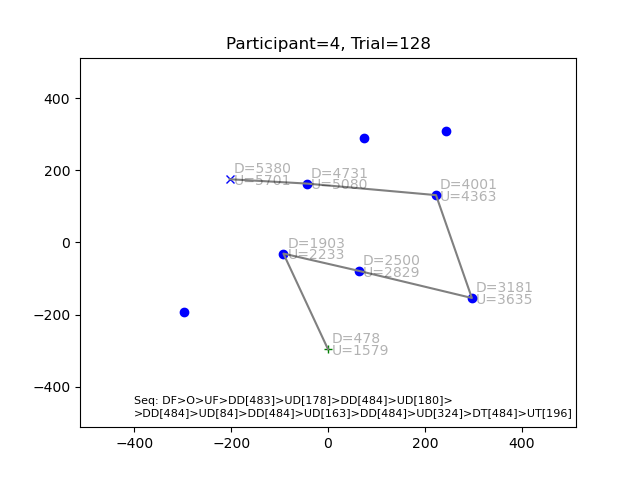 Participant=4, Trial=128
400
200
0
−200
−400
D=5380
U=5701
D=4731
U=5080
D=4001
U=4363
D=1903
U=2233
D=2500
U=2829
D=3181
U=3635
D=478
U=1579
Seq: DF>O>UF>DD[483]>UD[178]>DD[484]>UD[180]>
>DD[484]>UD[84]>DD[484]>UD[163]>DD[484]>UD[324]>DT[484]>UT[196]
−400
−200
0
200
400